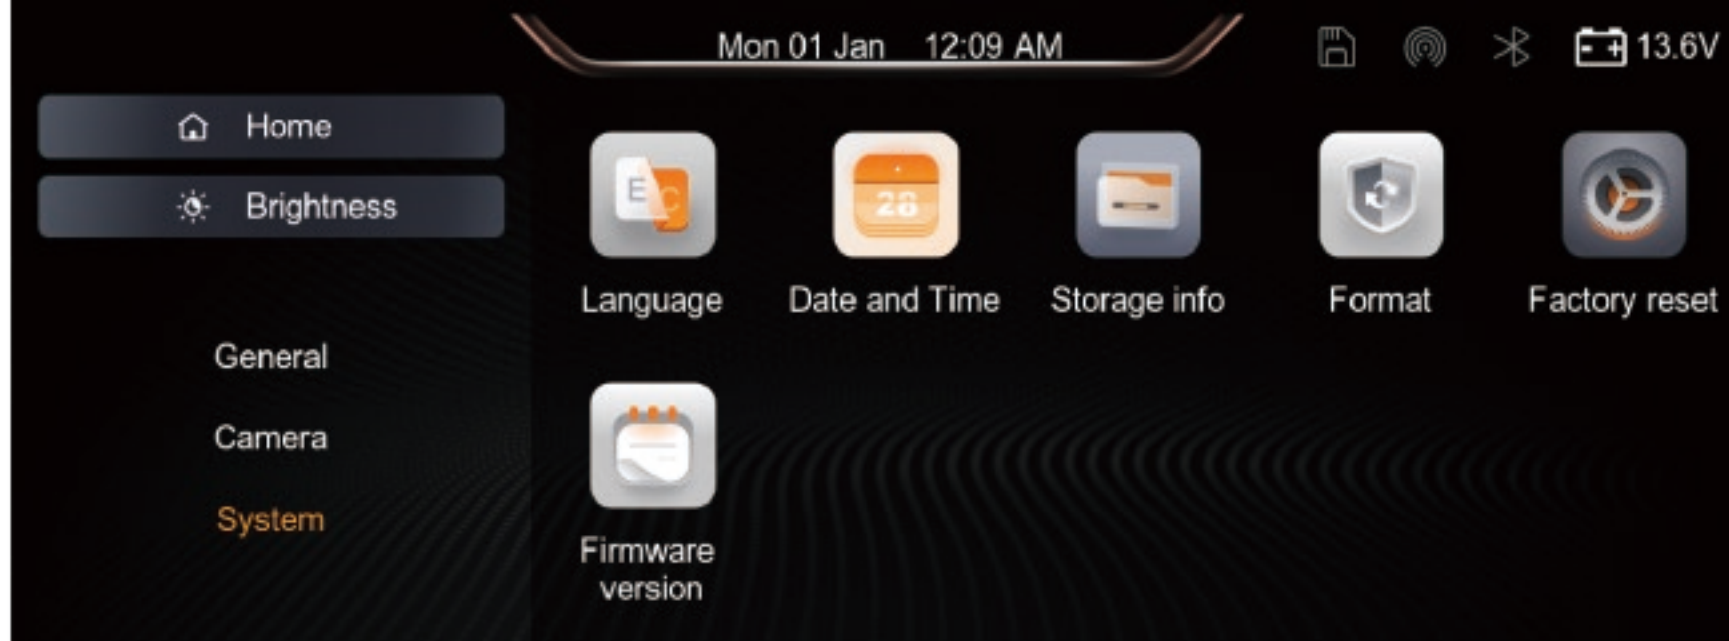 Mon 01 Jan 12:09 AM
13.6V
Home
Brightness
General
Camera
System
E C
28
Language
Date and Time
Storage info
Format
Factory reset
Firmware
version